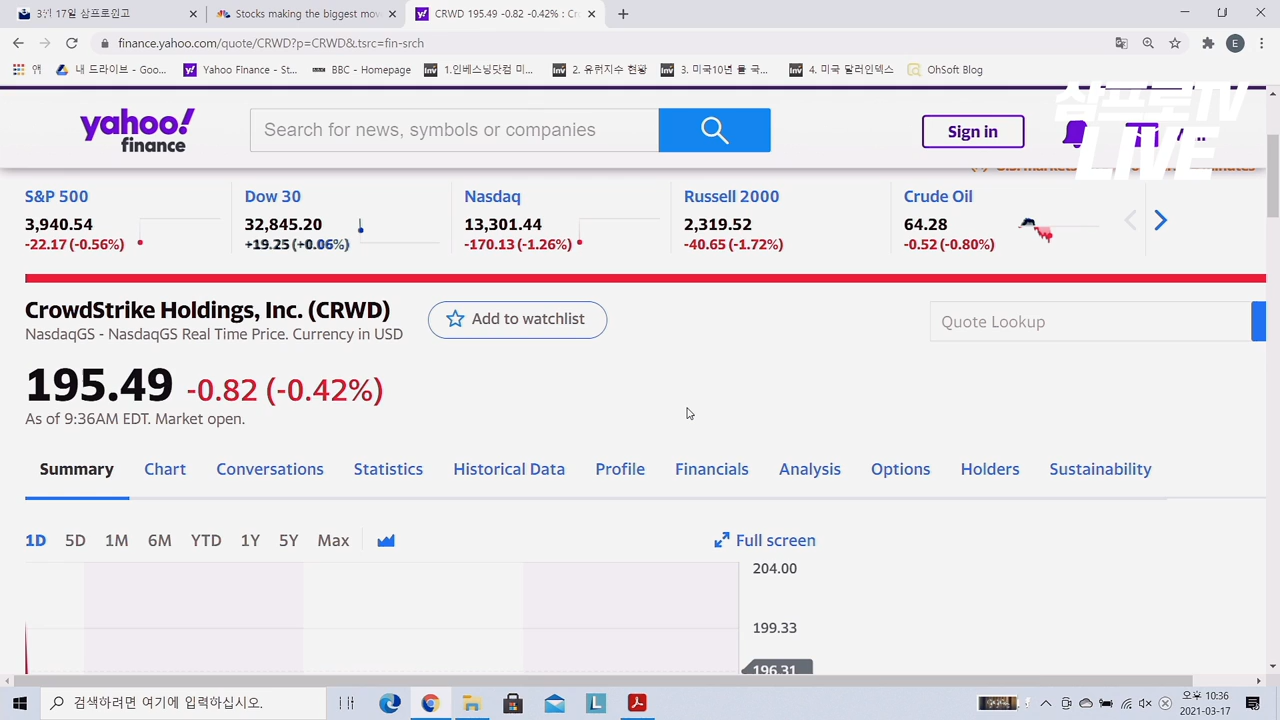 3월 17일 삼프로원고
Stocks making the biggest mov
CRWD 195.49 -0.82 -0.42% : Cr
finance.yahoo.com/quote/CRWD?p=CRWD&.tsrc=fin-srch
E
앱
내 드라이브 - Goo...
Yahoo Finance - St...
BBC - Homepage
1.인베스닝닷컴 미...
2. 유뤼지수 현황
3. 미국10년 물 국...
4. 미국 달러인덱스
OhSoft Blog
삼프로TV
LIVE
yahoo!
finance
Search for news, symbols or companies
Sign in
S&P 500
Dow 30
Nasdaq
Russell 2000
Crude Oil
3,940.54
32,845.20
13,301.44
2,319.52
64.28
-22.17 (-0.56%)
+19.25 (+0.06%)
-170.13 (-1.26%)
-40.65 (-1.72%)
-0.52 (-0.80%)
CrowdStrike Holdings, Inc. (CRWD)
Add to watchlist
Quote Lookup
NasdaqGS - NasdaqGS Real Time Price. Currency in USD
195.49 -0.82 (-0.42%)
As of 9:36AM EDT. Market open.
Summary
Chart
Conversations
Statistics
Historical Data
Profile
Financials
Analysis
Options
Holders
Sustainability
1D
5D
1M
6M
YTD
1Y
5Y
Max
Full screen
204.00
199.33
196.31
검색하려면 여기에 입력하십시오.
오후 10:36
2021-03-17